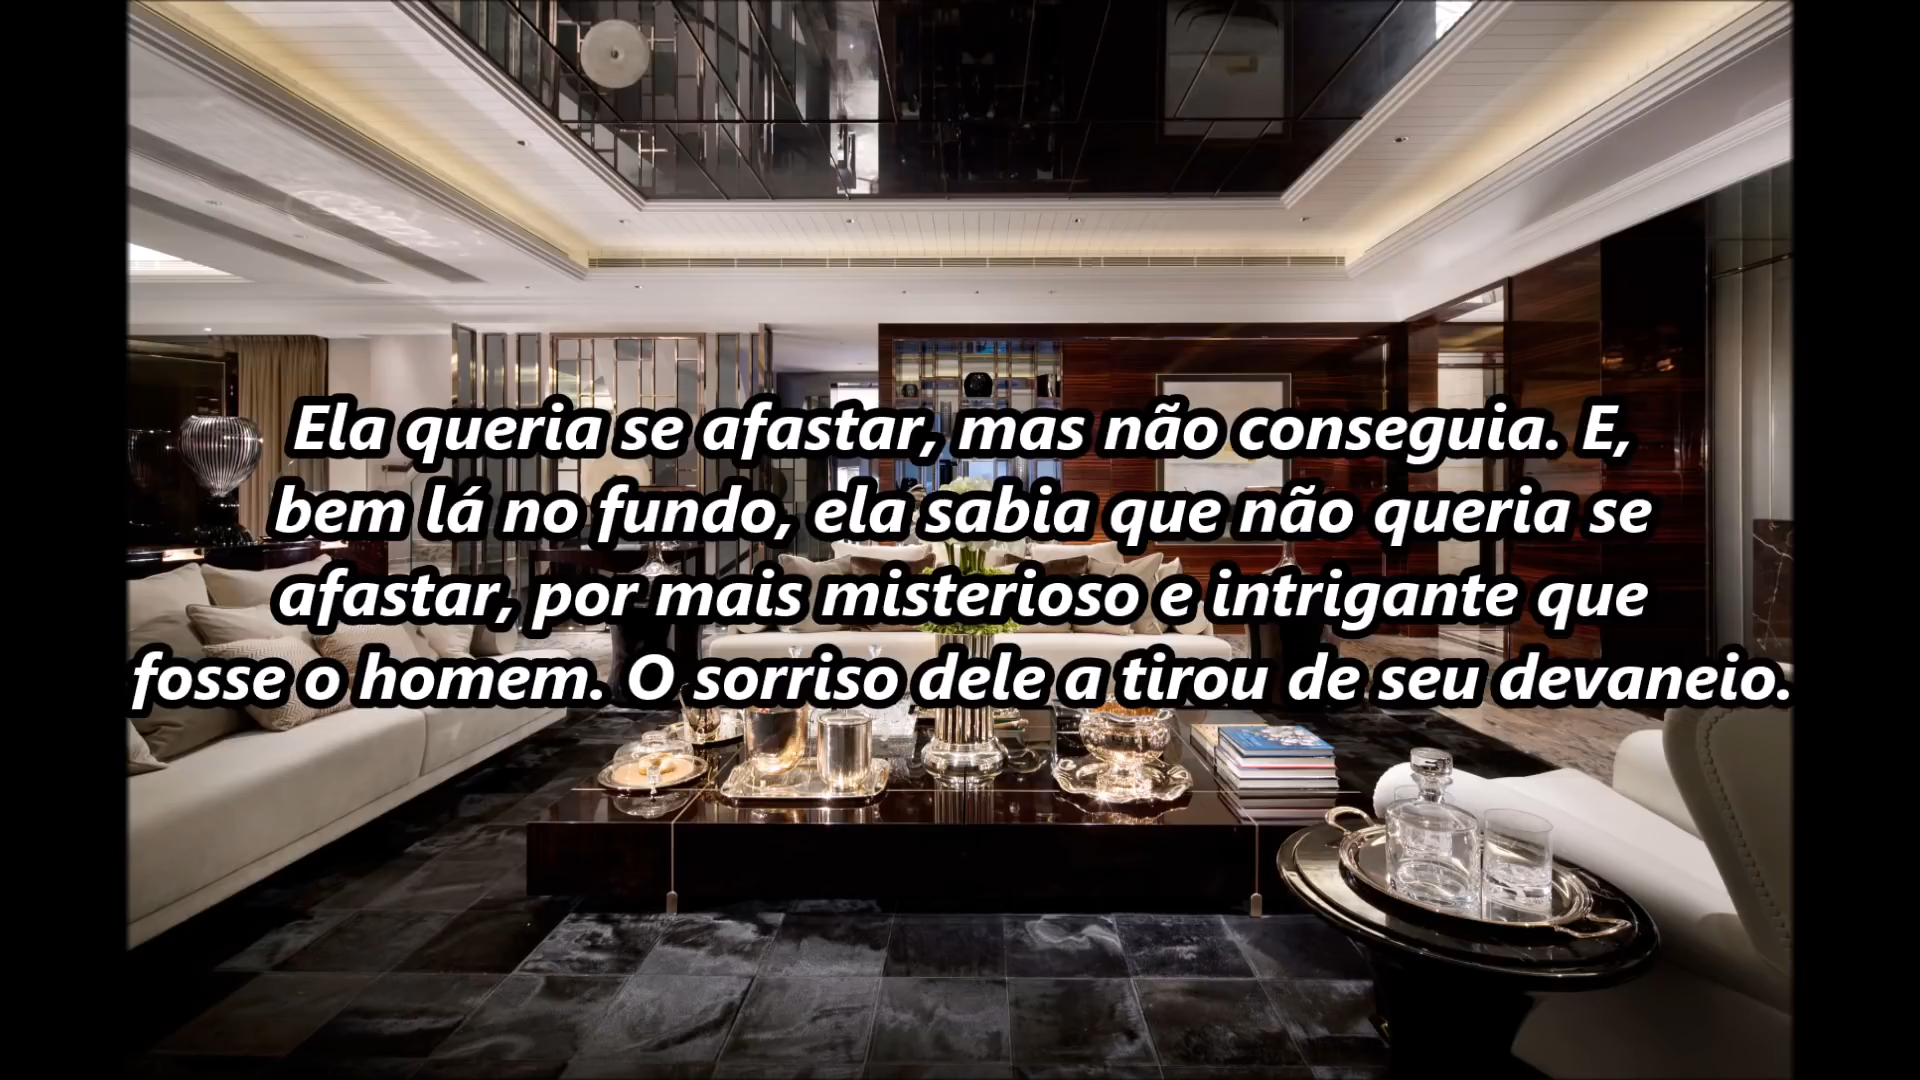 Ela queria se afastar, mas não conseguia. E,
bem lá no fundo, ela sabia que não queria se
afastar, por mais misterioso e intrigante que
fosse o homem. O sorriso dele a tirou de seu devaneio.